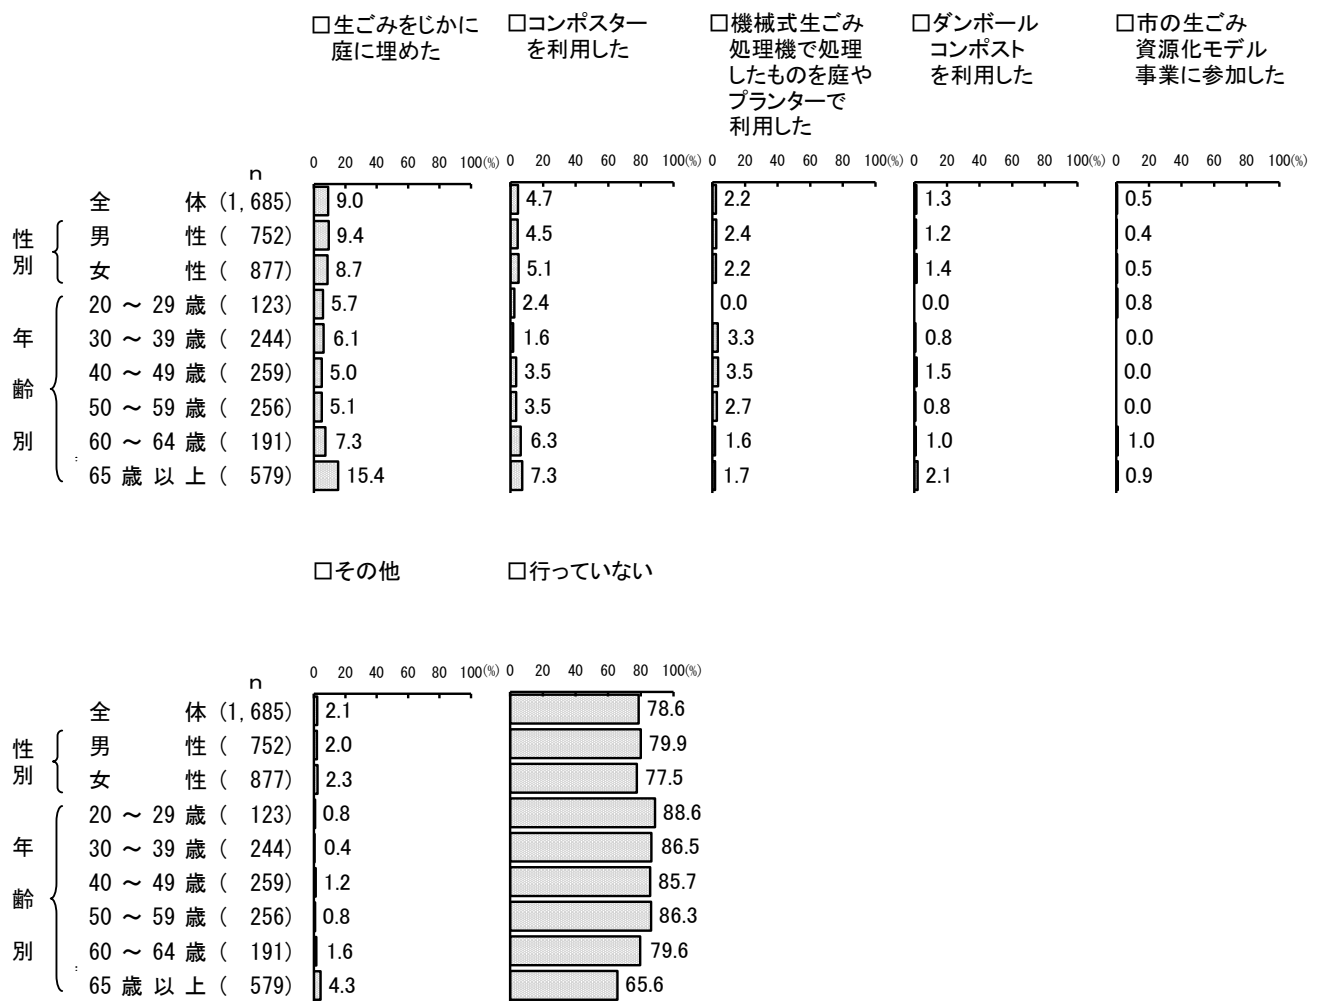 □生ごみをじかに
庭に埋めた
□コンポスター
を利用した
□機械式生ごみ
処理機で処理
したものを庭や
プランターで
利用した
□ダンボール
コンポスト
を利用した
□市の生ごみ
資源化モデル
事業に参加した
n
0 20 40 60 80 100(%) 0 20 40 60 80 100(%) 0 20 40 60 80 100(%) 0 20 40 60 80 100(%) 0 20 40 60 80 100(%)
全 体 (1,685) 9.0 4.7 2.2 1.3 0.5
性別
男 性 ( 752) 9.4 4.5 2.4 1.2 0.4
女 性 ( 877) 8.7 5.1 2.2 1.4 0.5
年齢別
20 ～ 29 歳 ( 123) 5.7 2.4 0.0 0.0 0.8
30 ～ 39 歳 ( 244) 6.1 1.6 3.3 0.8 0.0
40 ～ 49 歳 ( 259) 5.0 3.5 3.5 1.5 0.0
50 ～ 59 歳 ( 256) 5.1 3.5 2.7 0.8 0.0
60 ～ 64 歳 ( 191) 7.3 6.3 1.6 1.0 1.0
65 歳 以 上 ( 579) 15.4 7.3 1.7 2.1 0.9
□その他
□行っていない
n
0 20 40 60 80 100(%) 0 20 40 60 80 100(%)
全 体 (1,685) 2.1 78.6
性別
男 性 ( 752) 2.0 79.9
女 性 ( 877) 2.3 77.5
年齢別
20 ～ 29 歳 ( 123) 0.8 88.6
30 ～ 39 歳 ( 244) 0.4 86.5
40 ～ 49 歳 ( 259) 1.2 85.7
50 ～ 59 歳 ( 256) 0.8 86.3
60 ～ 64 歳 ( 191) 1.6 79.6
65 歳 以 上 ( 579) 4.3 65.6